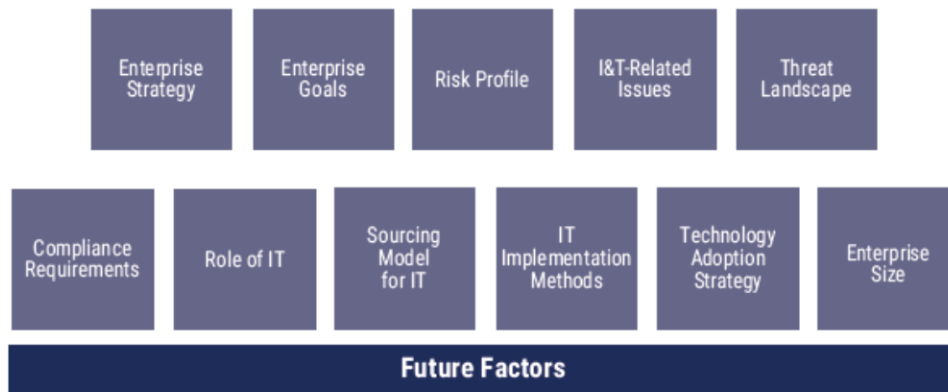 Enterprise
Strategy
Enterprise
Goals
Risk Profile
I&T-Related
Issues
Threat
Landscape
Compliance
Requirements
Role of IT
Sourcing
Model
for IT
IT
Implementation
Methods
Technology
Adoption
Strategy
Enterprise
Size
Future Factors